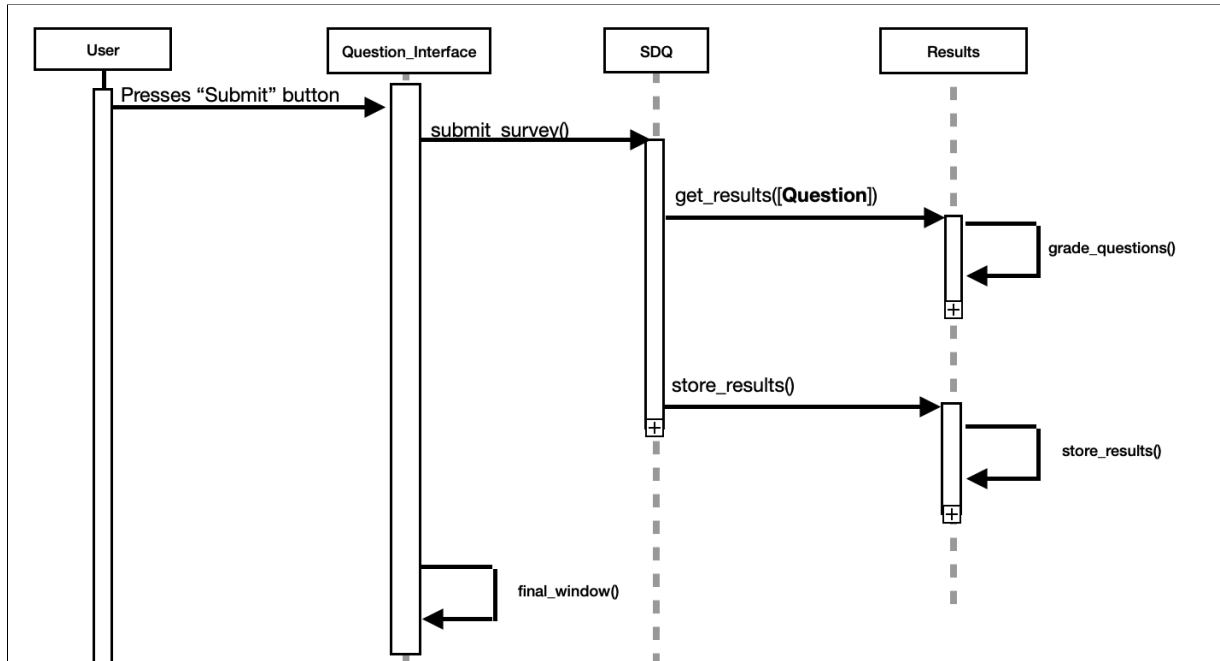 User
Question_Interface
SDQ
Results
Presses “Submit” button
submit_survey()
get_results([Question])
grade_questions()
store_results()
store_results()
final_window()